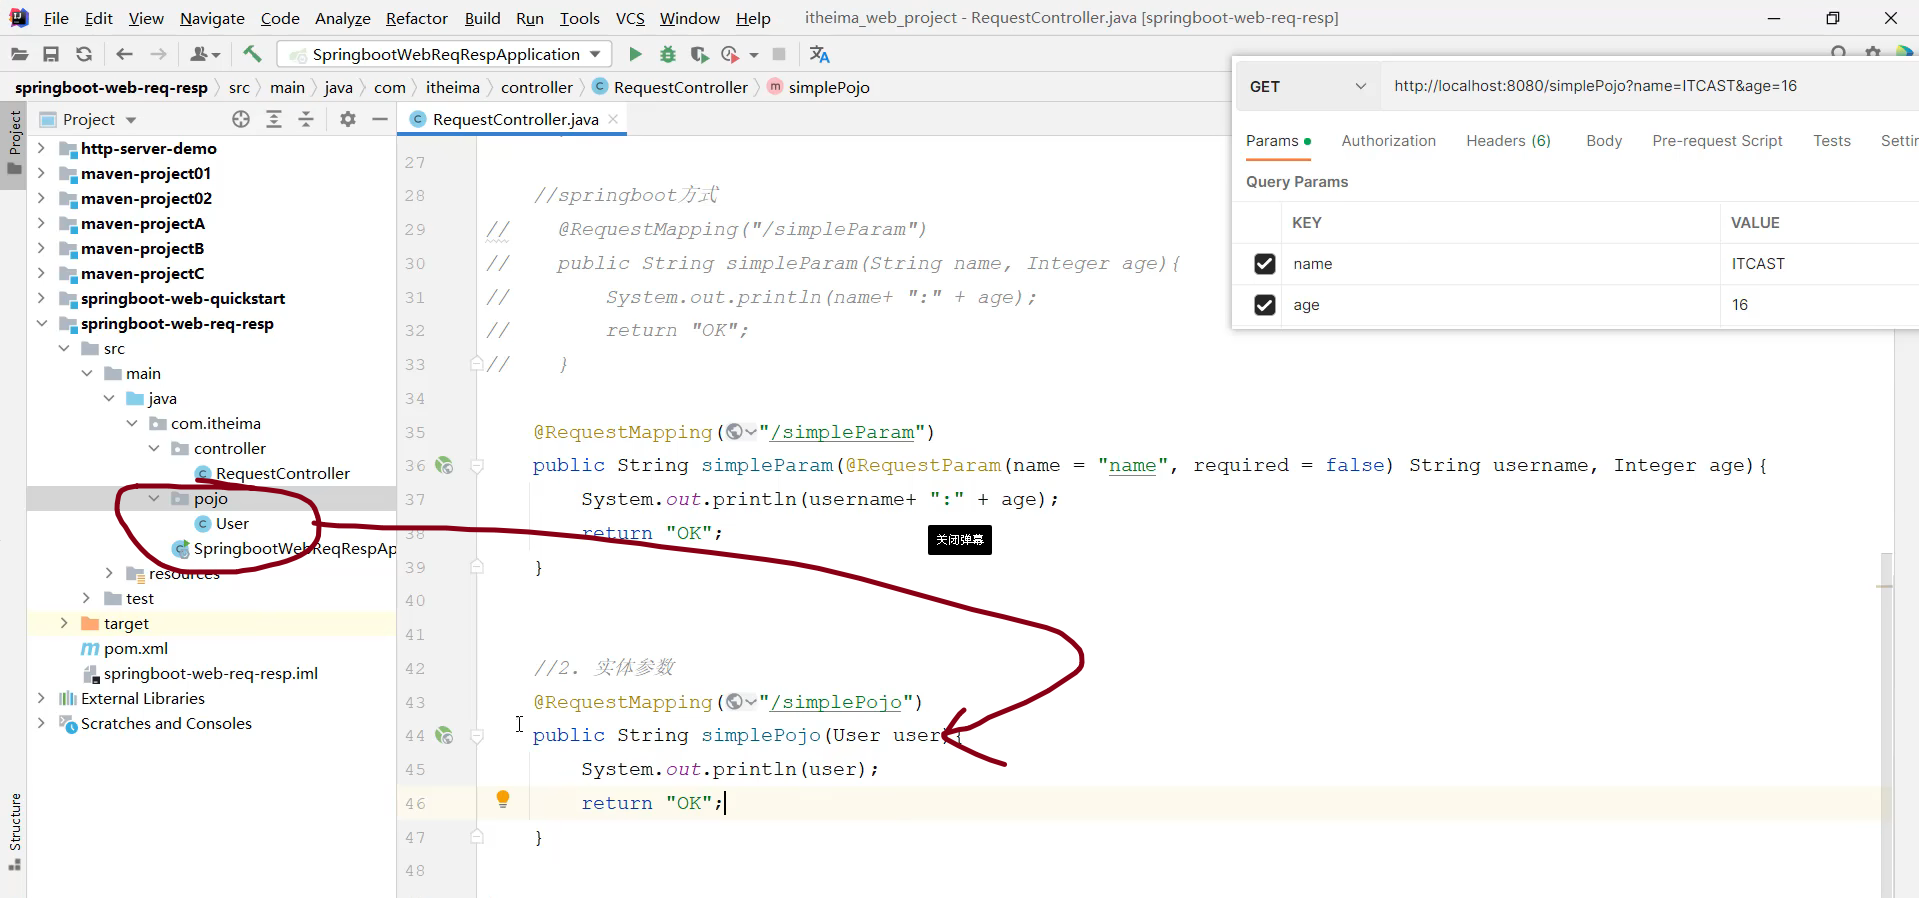 File Edit View Navigate Code Analyze Refactor Build Run Tools VCS Window Help itheima_web_project - RequestController.java [springboot-web-req-resp]
SpringbootWebReqRespApplication
springboot-web-req-resp src main java com itheima controller RequestController simplePojo
Project
Project
RequestController.java
http-server-demo
maven-project01
maven-project02
maven-projectA
maven-projectB
maven-projectC
springboot-web-quickstart
springboot-web-req-resp
src
main
java
com.itheima
controller
RequestController
pojo
User
SpringbootWebReqRespAp
resources
test
target
pom.xml
springboot-web-req-resp.iml
External Libraries
Scratches and Consoles
Structure
27
28 //springboot方式
29 // @RequestMapping("/simpleParam")
30 // public String simpleParam(String name, Integer age){
31 // System.out.println(name+ ":" + age);
32 // return "OK";
33 // }
34
35 @RequestMapping("/simpleParam")
36 public String simpleParam(@RequestParam(name = "name", required = false) String username, Integer age){
37 System.out.println(username+ ":" + age);
38 return "OK";
39 }
40
41
42 //2. 实体参数
43 @RequestMapping("/simplePojo")
44 public String simplePojo(User user){
45 System.out.println(user);
46 return "OK";
47 }
48
关闭弹幕
GET http://localhost:8080/simplePojo?name=ITCAST&age=16
Params Authorization Headers (6) Body Pre-request Script Tests Settin
Query Params
KEY VALUE
name ITCAST
age 16